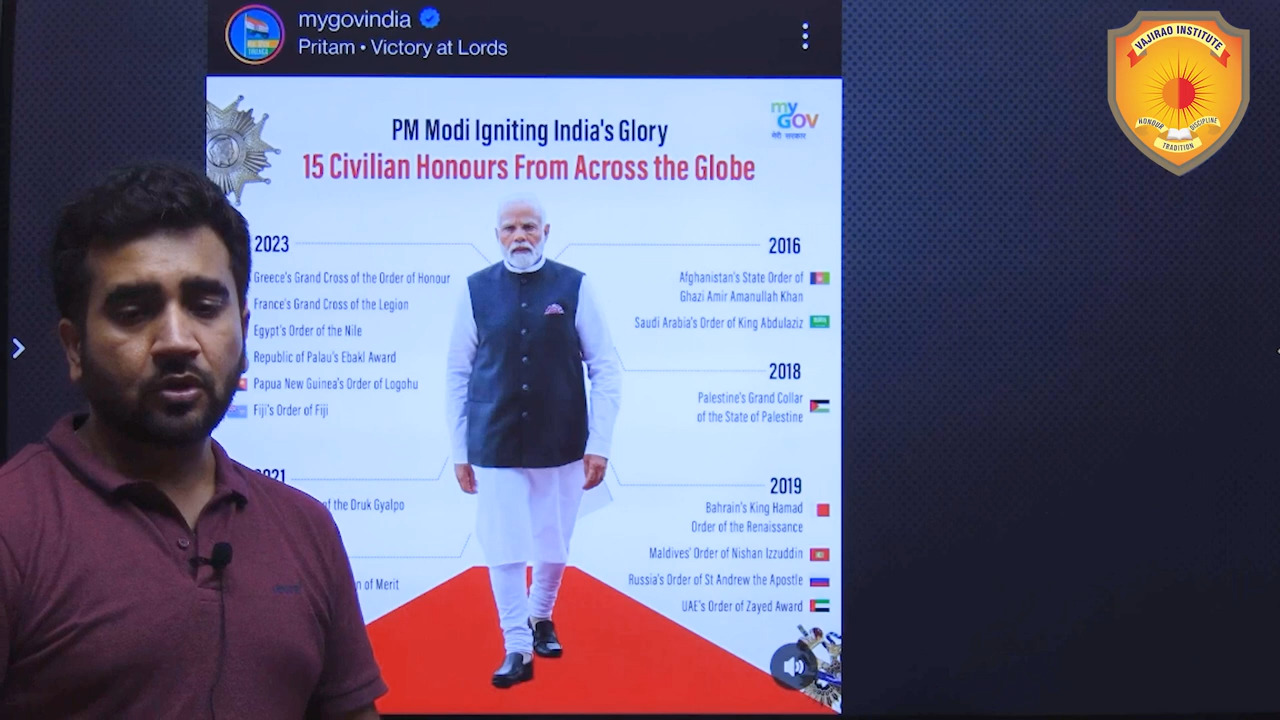 mygovindia
Pritam • Victory at Lords
my
GOV
मेरी सरकार
PM Modi Igniting India's Glory
15 Civilian Honours From Across the Globe
2023
Greece's Grand Cross of the Order of Honour
France's Grand Cross of the Legion
Egypt's Order of the Nile
Republic of Palau's Ebakl Award
Papua New Guinea's Order of Logohu
Fiji's Order of Fiji
of the Druk Gyalpo
of Merit
2016
Afghanistan's State Order of
Ghazi Amir Amanullah Khan
Saudi Arabia's Order of King Abdulaziz
2018
Palestine's Grand Collar
of the State of Palestine
2019
Bahrain's King Hamad
Order of the Renaissance
Maldives' Order of Nishan Izzuddin
Russia's Order of St Andrew the Apostle
UAE's Order of Zayed Award
VAJIRAO INSTITUTE
HONOUR
DISCIPLINE
TRADITION